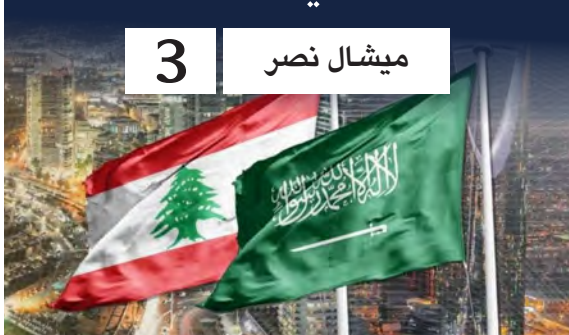 ميشال نصر
3
لا إله إلا الله محمد رسول الله